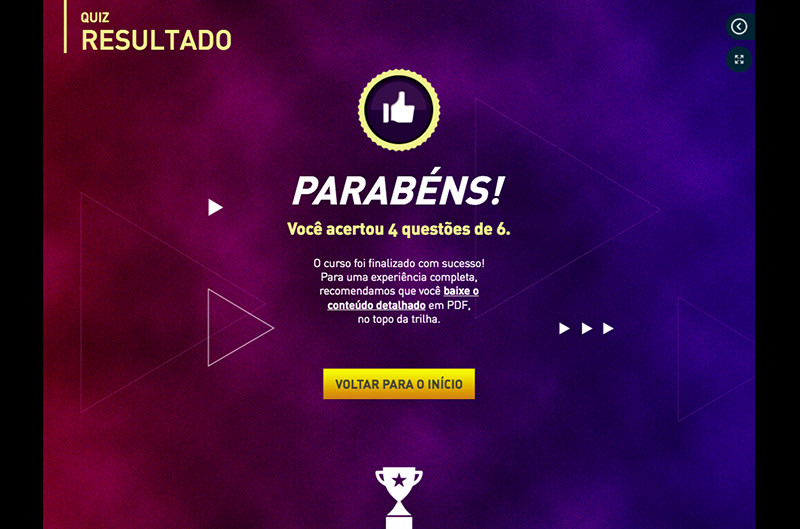 QUIZ
RESULTADO
PARABÉNS!
Você acertou 4 questões de 6.
O curso foi finalizado com sucesso!
Para uma experiência completa,
recomendamos que você baixe o
conteúdo detalhado em PDF,
no topo da trilha.
VOLTAR PARA O INÍCIO